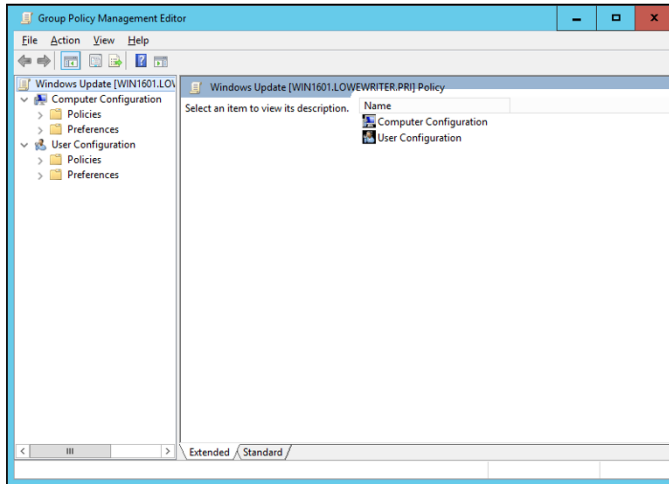 Group Policy Management Editor
File Action View Help
Windows Update [WIN1601.LOV
Computer Configuration
Policies
Preferences
User Configuration
Policies
Preferences
Windows Update [WIN1601.LOWEWRITER.PRI] Policy
Select an item to view its description.
Name
Computer Configuration
User Configuration
Extended Standard